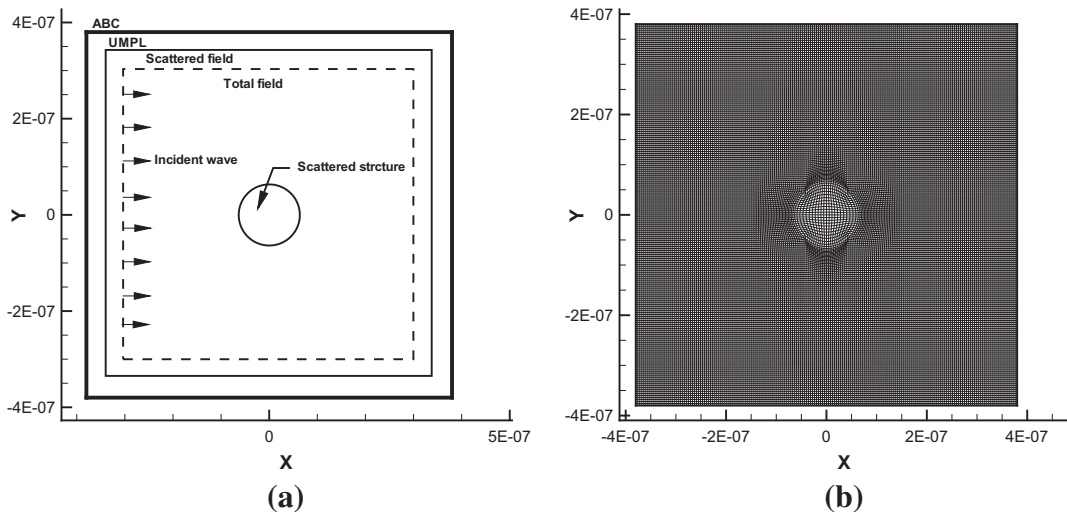 4E-07
2E-07
0
-2E-07
-4E-07
Y
ABC
UMPL
Scattered field
Total field
Incident wave
Scattered strcture
0
5E-07
X
(a)
4E-07
2E-07
0
-2E-07
-4E-07
Y
-4E-07
-2E-07
0
2E-07
4E-07
X
(b)